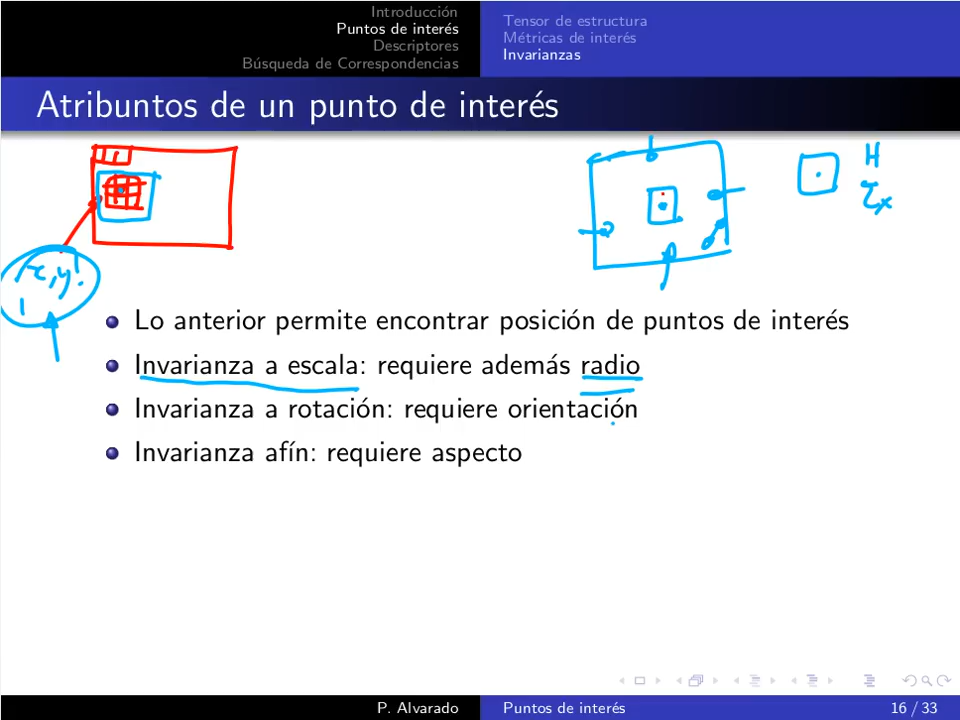 Introducción
Puntos de interés
Descriptores
Búsqueda de Correspondencias
Tensor de estructura
Métricas de interés
Invarianzas
Atribuntos de un punto de interés
H
x,y
Lo anterior permite encontrar posición de puntos de interés
Invarianza a escala: requiere además radio
Invarianza a rotación: requiere orientación
Invarianza afín: requiere aspecto
P. Alvarado
Puntos de interés
16 / 33